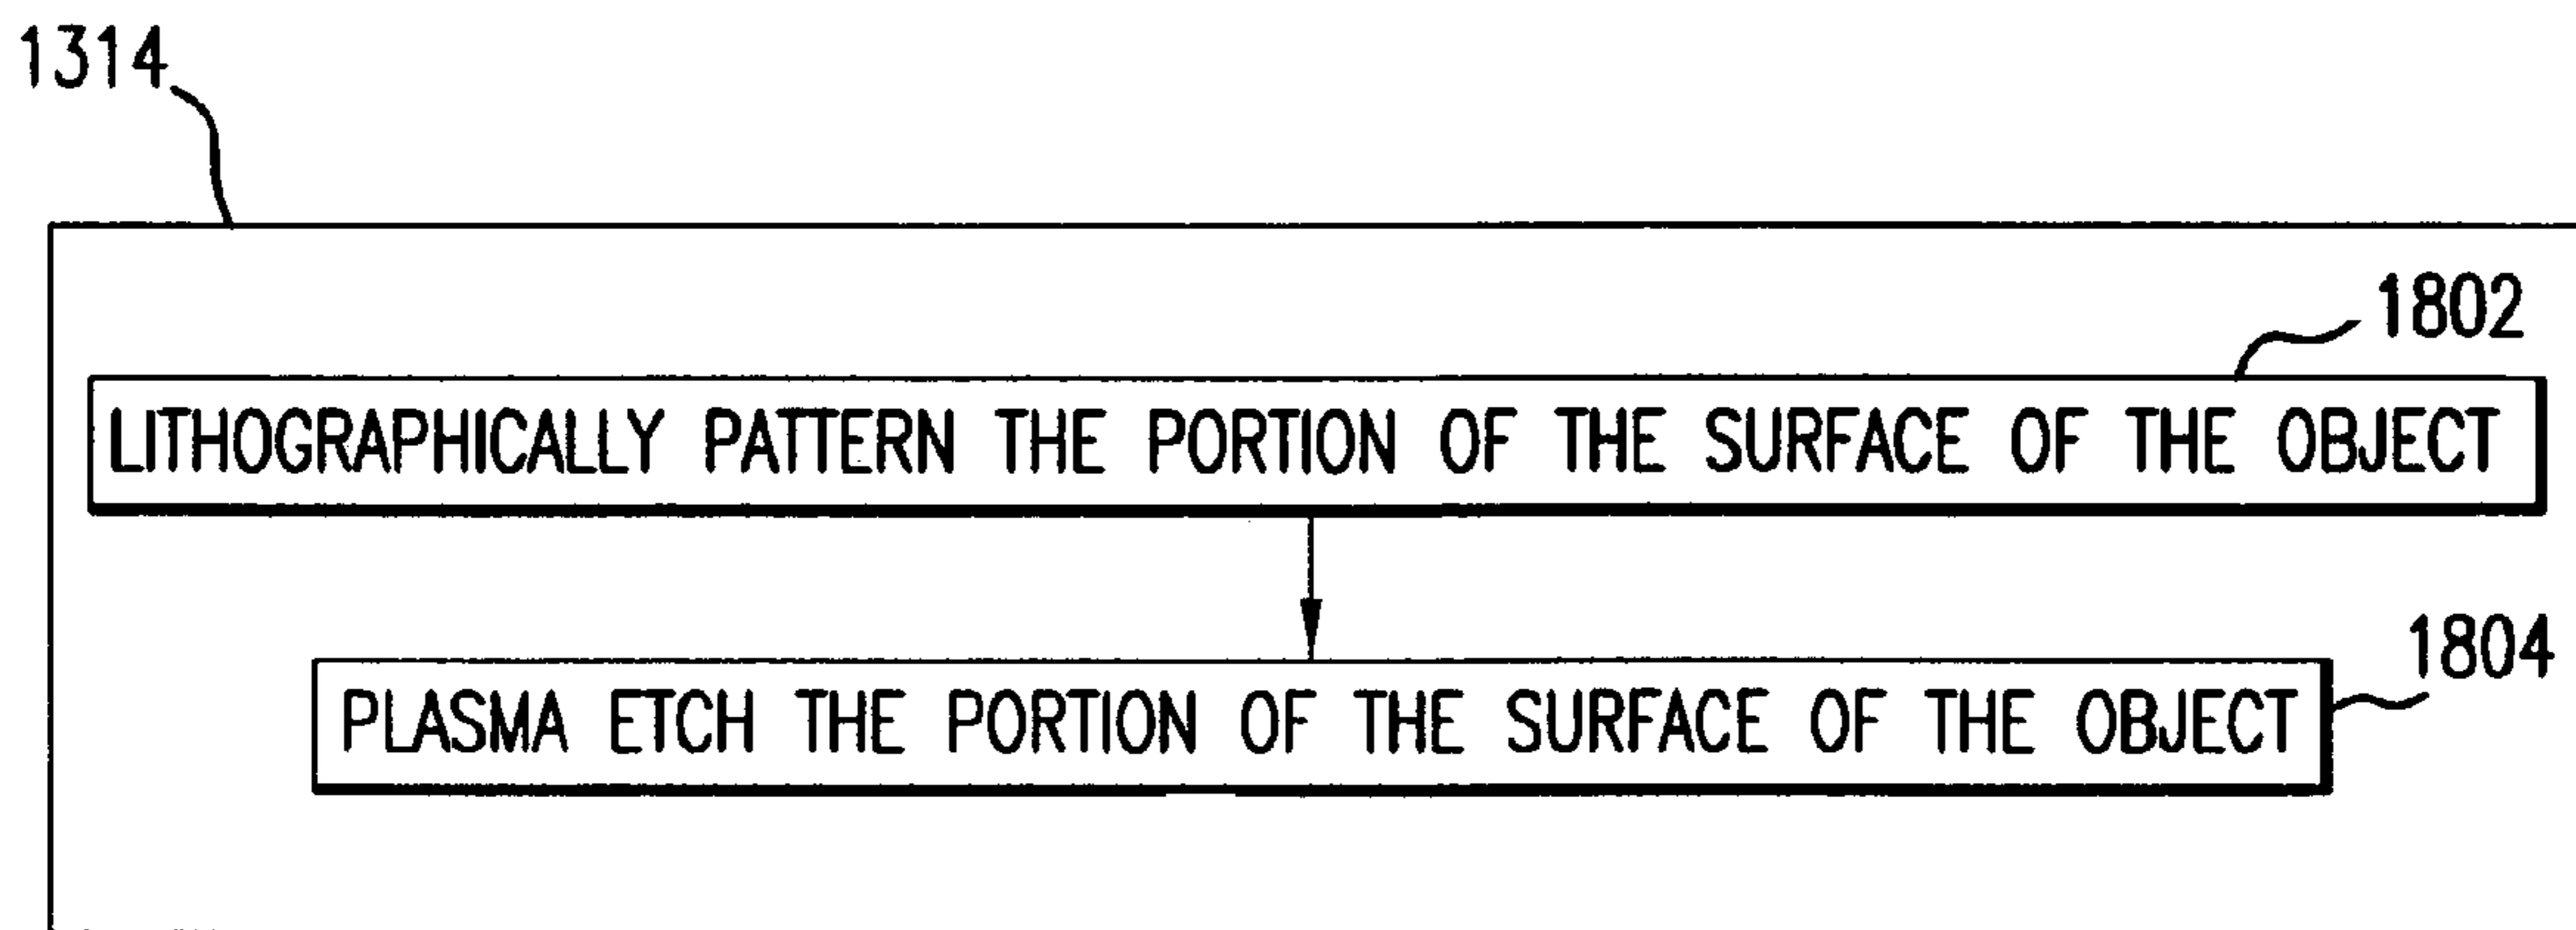 1314
1802
LITHOGRAPHICALLY PATTERN THE PORTION OF THE SURFACE OF THE OBJECT
1804
PLASMA ETCH THE PORTION OF THE SURFACE OF THE OBJECT